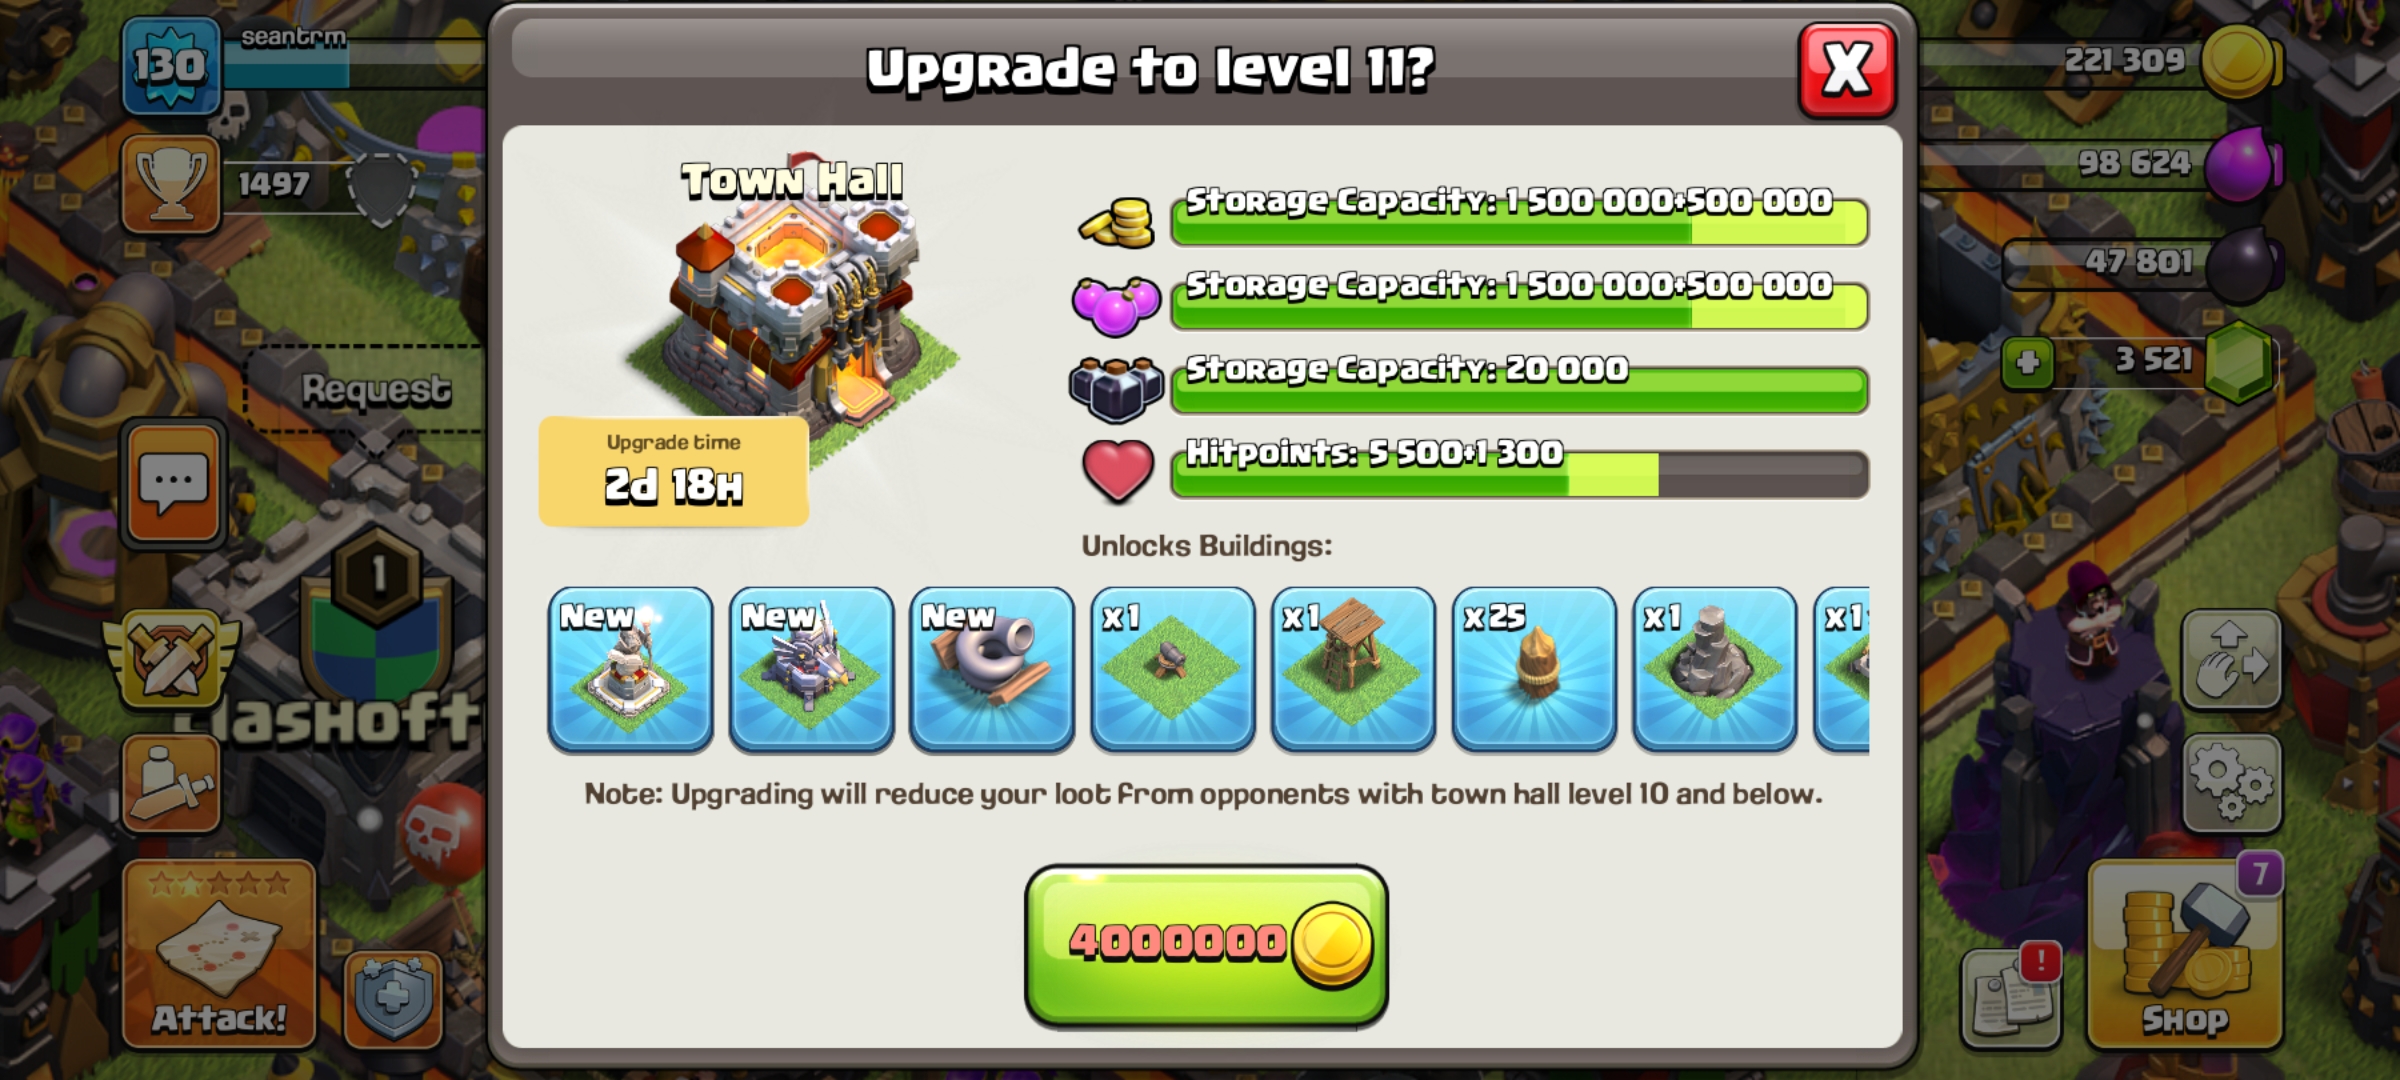 Upgrade to level 11?
X
130
seantrm
1497
Request
1
Attack!
Town Hall
Upgrade time
2d 18H
Storage Capacity: 1 500 000+500 000
Storage Capacity: 1 500 000+500 000
Storage Capacity: 20 000
Hitpoints: 5 500+1 300
Unlocks Buildings:
New New New x1 x1 x25 x1 x1
Note: Upgrading will reduce your loot from opponents with town hall level 10 and below.
4000000
221 309
98 624
47 801
3 521
7
!
Shop